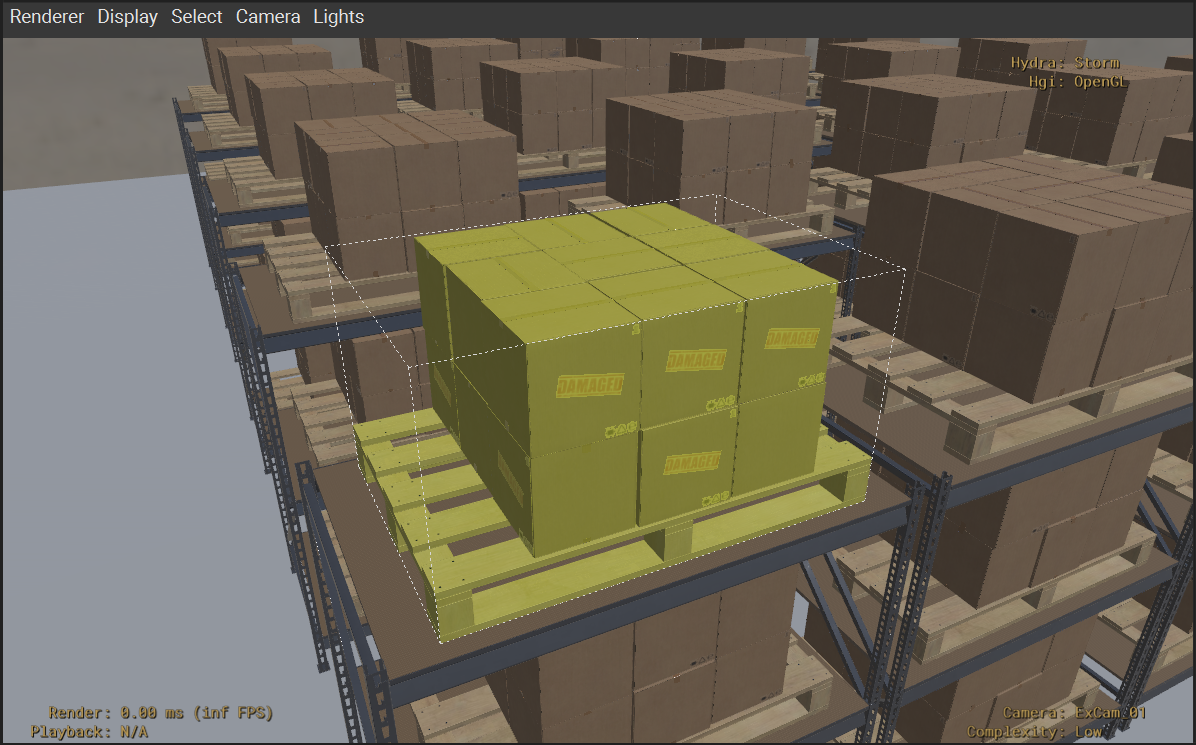 Renderer Display Select Camera Lights
Hydra: Storm
Hgi: OpenGL
DAMAGED
DAMAGED
DAMAGED
DAMAGED
Render: 0.00 ms (inf FPS)
Playback: N/A
Camera: ExCam_01
Complexity: Low